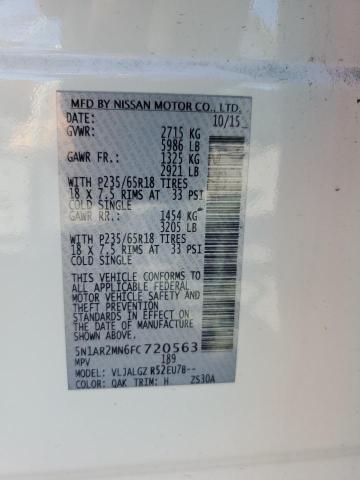 MFD BY NISSAN MOTOR CO., LTD.
DATE: 10/15
GVWR: 2715 KG
5986 LB
GAWR FR: 1325 KG
2921 LB
WITH P235/65R18 TIRES
18 X 7.5 RIMS AT 33 PSI
COLD SINGLE
GAWR RR: 1454 KG
3205 LB
WITH P235/65R18 TIRES
18 X 7.5 RIMS AT 33 PSI
COLD SINGLE
THIS VEHICLE CONFORMS TO
ALL APPLICABLE FEDERAL
MOTOR VEHICLE SAFETY AND
AND THEFT PREVENTION
STANDARDS IN EFFECT ON
THE DATE OF MANUFACTURE
SHOWN ABOVE.
5N1AR2MN6FC720563
MPV 189
MODEL: VLJALGZ R52EU7B--
COLOR: QAK TRIM: H ZS30A